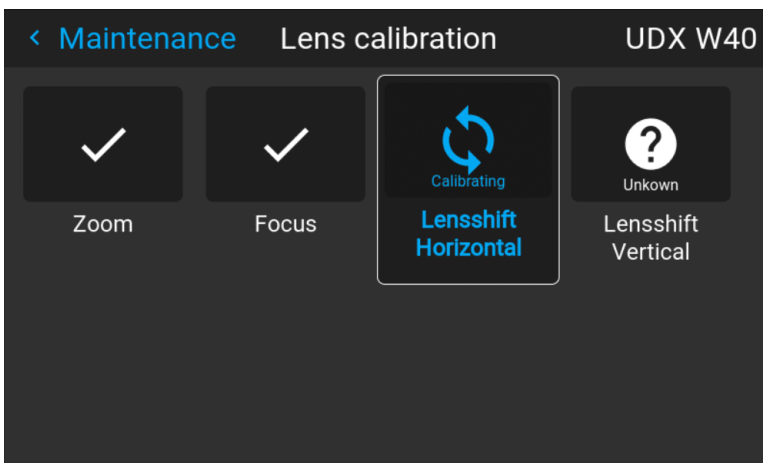 < Maintenance Lens calibration UDX W40
Calibrating
Unkown
Zoom
Focus
Lensshift
Horizontal
Lensshift
Vertical